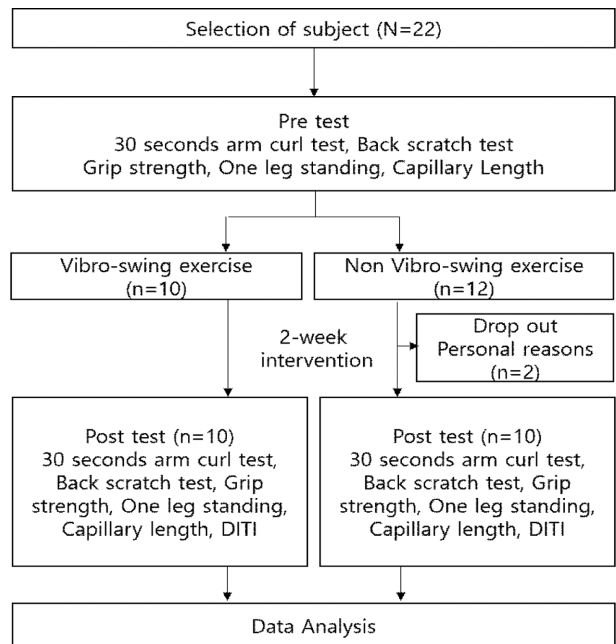 Selection of subject (N=22)
Pre test
30 seconds arm curl test, Back scratch test
Grip strength, One leg standing, Capillary Length
Vibro-swing exercise
(n=10)
Non Vibro-swing exercise
(n=12)
2-week
intervention
Drop out
Personal reasons
(n=2)
Post test (n=10)
30 seconds arm curl test,
Back scratch test, Grip
strength, One leg standing,
Capillary length, DITI
Post test (n=10)
30 seconds arm curl test,
Back scratch test, Grip
strength, One leg standing,
Capillary length, DITI
Data Analysis